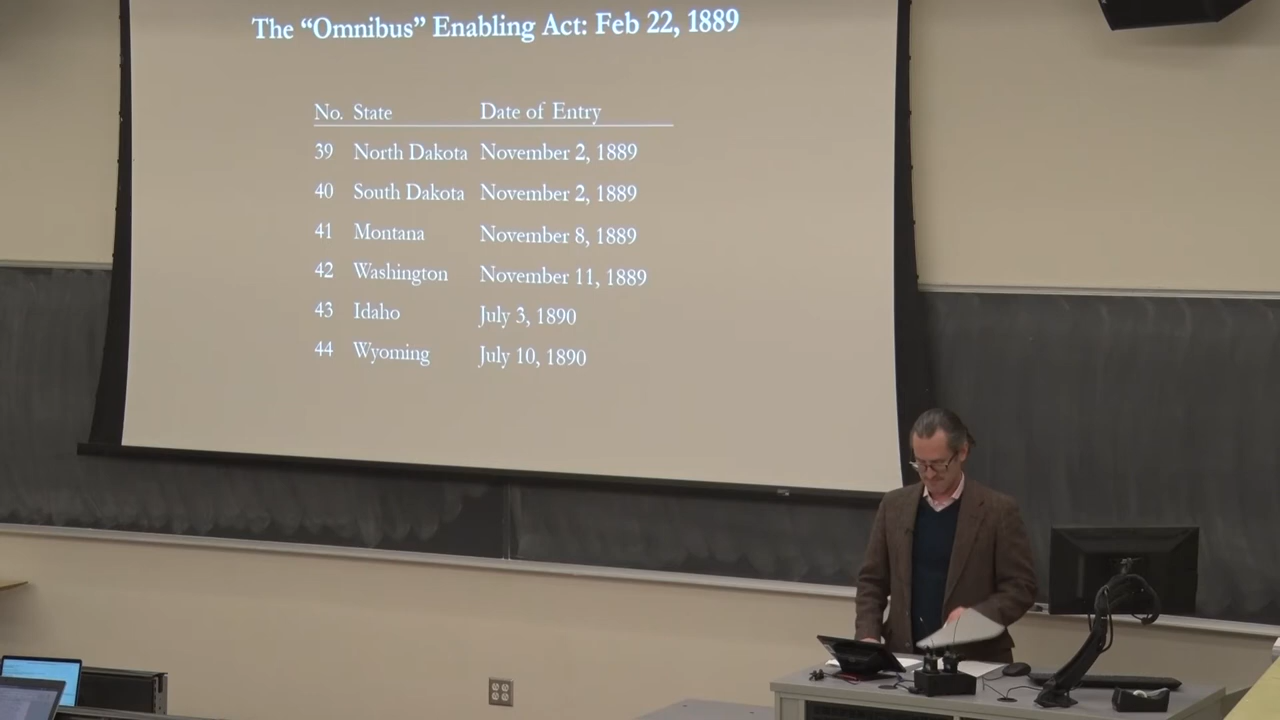 The “Omnibus” Enabling Act: Feb 22, 1889
No. State Date of Entry
39 North Dakota November 2, 1889
40 South Dakota November 2, 1889
41 Montana November 8, 1889
42 Washington November 11, 1889
43 Idaho July 3, 1890
44 Wyoming July 10, 1890